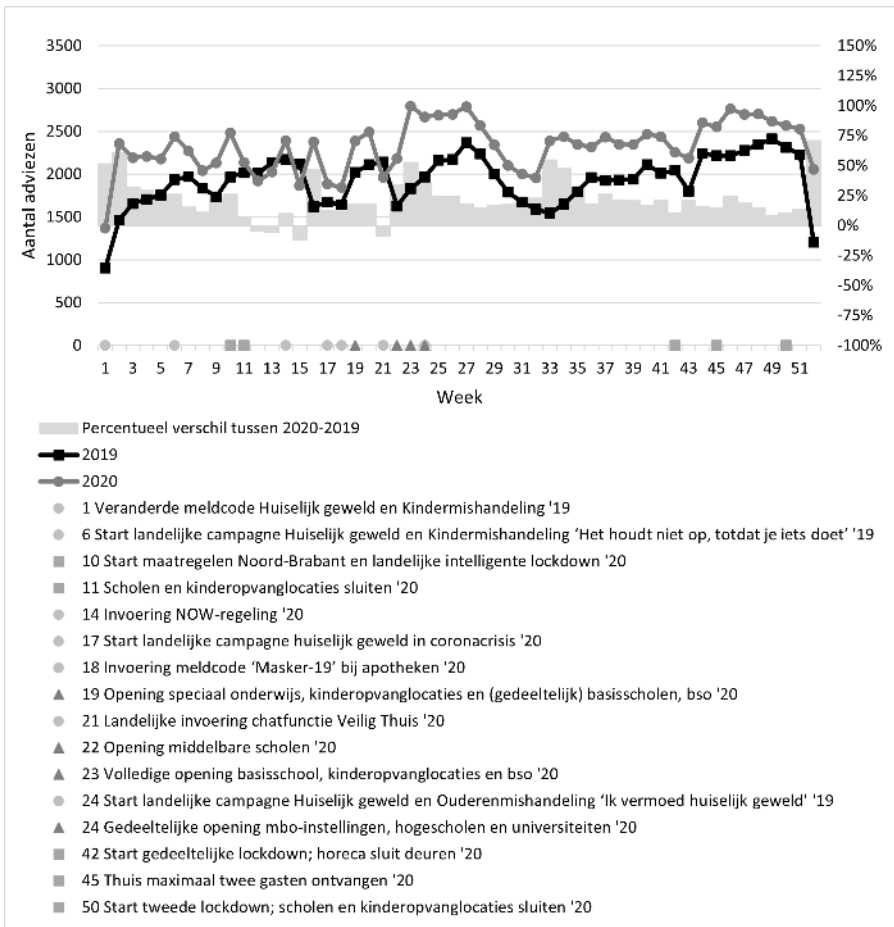 3500
3000
2500
2000
1500
1000
500
0
Aantal adviezen
150%
125%
100%
75%
50%
25%
0%
-25%
-50%
-75%
-100%
1 3 5 7 9 11 13 15 17 19 21 23 25 27 29 31 33 35 37 39 41 43 45 47 49 51
Week
Percentueel verschil tussen 2020-2019
2019
2020
1 Veranderde meldcode Huiselijk geweld en Kindermishandeling '19
6 Start landelijke campagne Huiselijk geweld en Kindermishandeling ‘Het houdt niet op, totdat je iets doet’ '19
10 Start maatregelen Noord-Brabant en landelijke intelligente lockdown '20
11 Scholen en kinderopvanglocaties sluiten '20
14 Invoering NOW-regeling '20
17 Start landelijke campagne huiselijk geweld in coronacrisis '20
18 Invoering meldcode ‘Masker-19’ bij apotheken '20
19 Opening speciaal onderwijs, kinderopvanglocaties en (gedeeltelijk) basisscholen, bso '20
21 Landelijke invoering chatfunctie Veilig Thuis '20
22 Opening middelbare scholen '20
23 Volledige opening basisschool, kinderopvanglocaties en bso '20
24 Start landelijke campagne Huiselijk geweld en Ouderenmishandeling ‘Ik vermoed huiselijk geweld' '19
24 Gedeeltelijke opening mbo-instellingen, hogescholen en universiteiten '20
42 Start gedeeltelijke lockdown; horeca sluit deuren '20
45 Thuis maximaal twee gasten ontvangen '20
50 Start tweede lockdown; scholen en kinderopvanglocaties sluiten '20